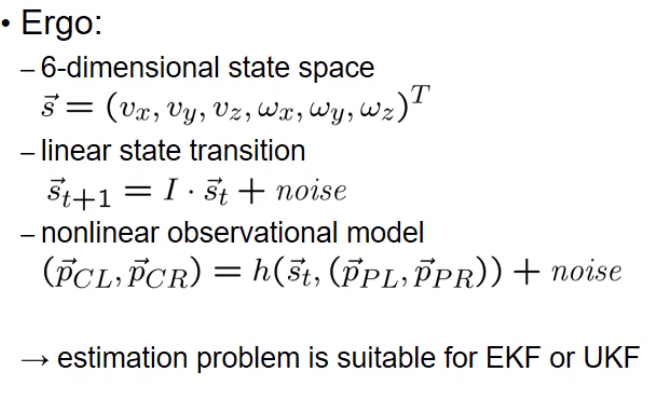 • Ergo:
– 6-dimensional state space
$\vec{s} = (v_x, v_y, v_z, \omega_x, \omega_y, \omega_z)^T$
– linear state transition
$\vec{s}_{t+1} = I \cdot \vec{s}_t + noise$
– nonlinear observational model
$(\vec{p}_{CL}, \vec{p}_{CR}) = h(\vec{s}_t, (\vec{p}_{PL}, \vec{p}_{PR})) + noise$
→ estimation problem is suitable for EKF or UKF